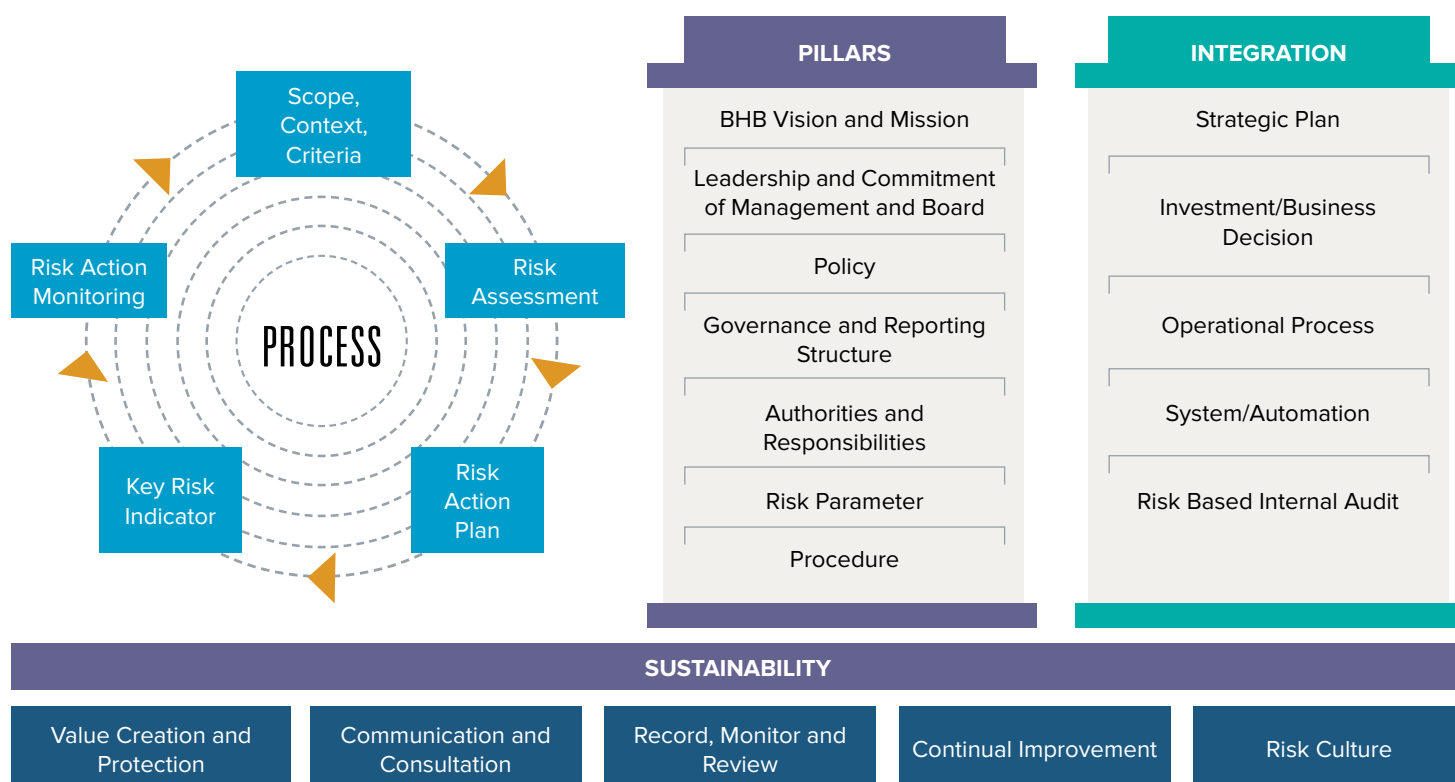 Scope,
Context,
Criteria
Risk
Assessment
Risk
Action
Plan
Key Risk
Indicator
Risk Action
Monitoring
PROCESS
PILLARS
BHB Vision and Mission
Leadership and Commitment
of Management and Board
Policy
Governance and Reporting
Structure
Authorities and
Responsibilities
Risk Parameter
Procedure
INTEGRATION
Strategic Plan
Investment/Business
Decision
Operational Process
System/Automation
Risk Based Internal Audit
SUSTAINABILITY
Value Creation and
Protection
Communication and
Consultation
Record, Monitor and
Review
Continual Improvement
Risk Culture